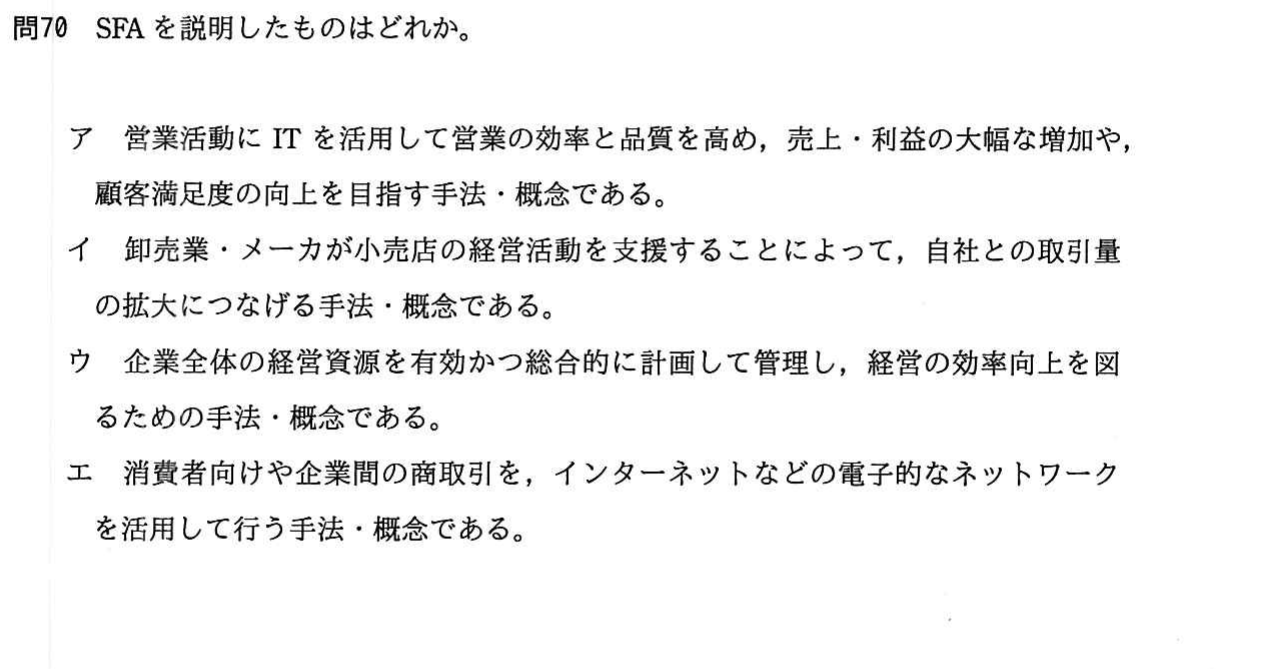 問70 SFA を説明したものはどれか。
ア 営業活動に IT を活用して営業の効率と品質を高め，売上・利益の大幅な増加や，
顧客満足度の向上を目指す手法・概念である。
イ 卸売業・メーカが小売店の経営活動を支援することによって，自社との取引量
の拡大につなげる手法・概念である。
ウ 企業全体の経営資源を有効かつ総合的に計画して管理し，経営の効率向上を図
るための手法・概念である。
エ 消費者向けや企業間の商取引を，インターネットなどの電子的なネットワーク
を活用して行う手法・概念である。